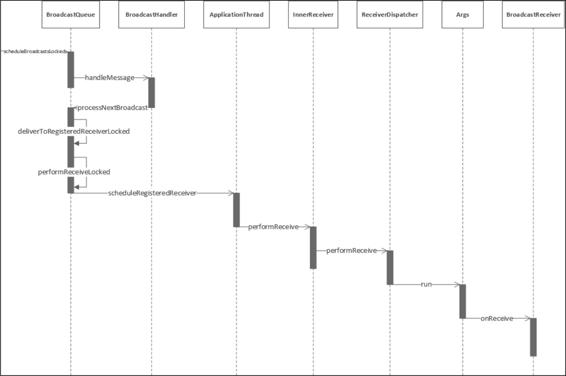 BroadcastQueue
BroadcastHandler
ApplicationThread
InnerReceiver
ReceiverDispatcher
Args
BroadcastReceiver
scheduleBroadcastsLocked
handleMessage
processNextBroadcast
deliverToRegisteredReceiverLocked
performReceiveLocked
scheduleRegisteredReceiver
performReceive
performReceive
run
onReceive